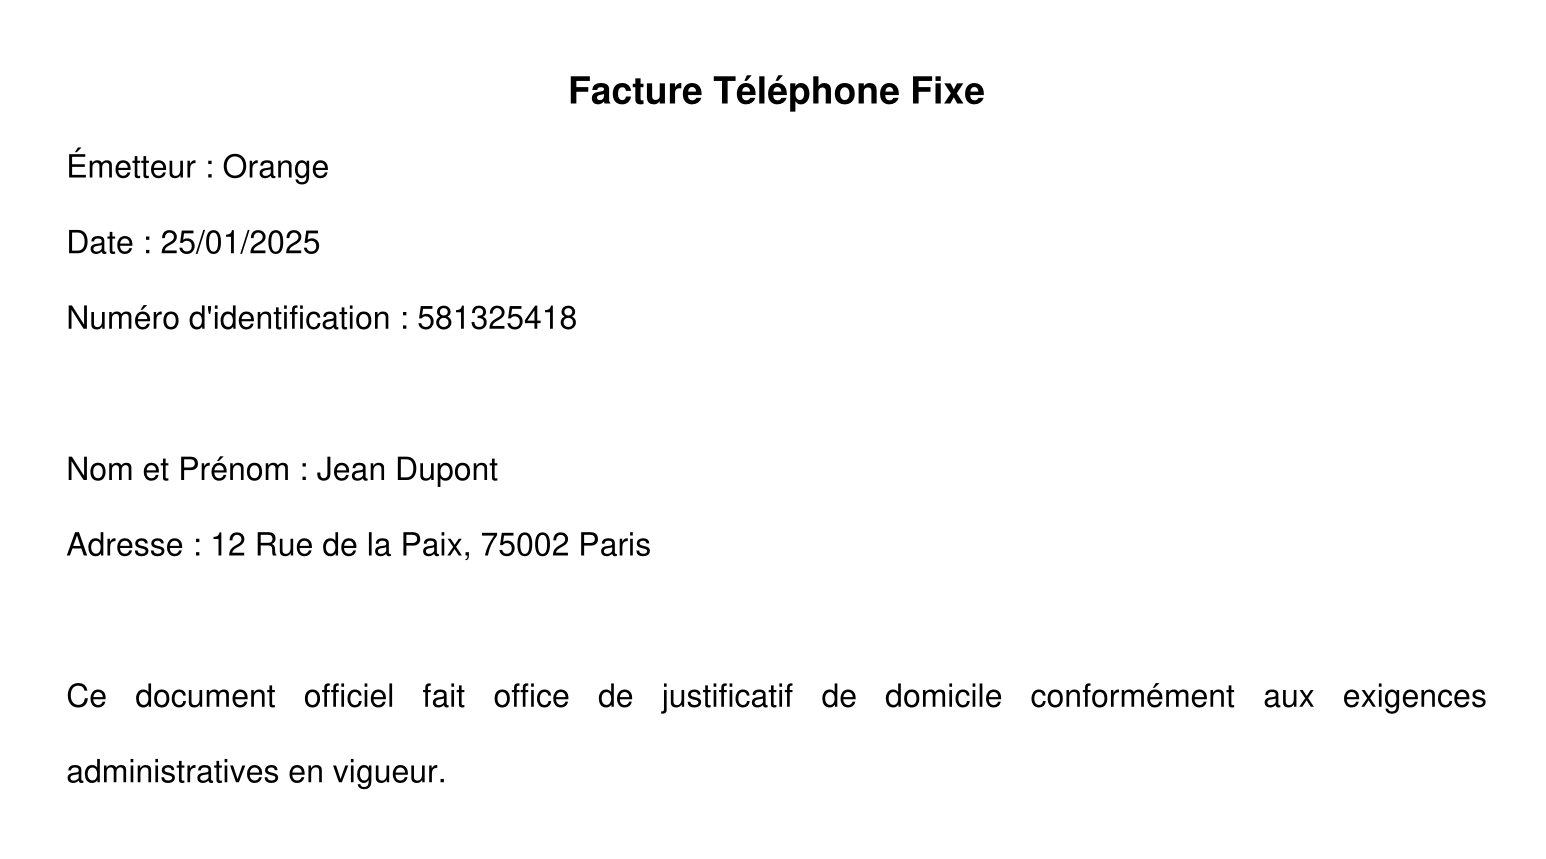 Facture Téléphone Fixe
Émetteur : Orange
Date : 25/01/2025
Numéro d'identification : 581325418
Nom et Prénom : Jean Dupont
Adresse : 12 Rue de la Paix, 75002 Paris
Ce document officiel fait office de justificatif de domicile conformément aux exigences
administratives en vigueur.